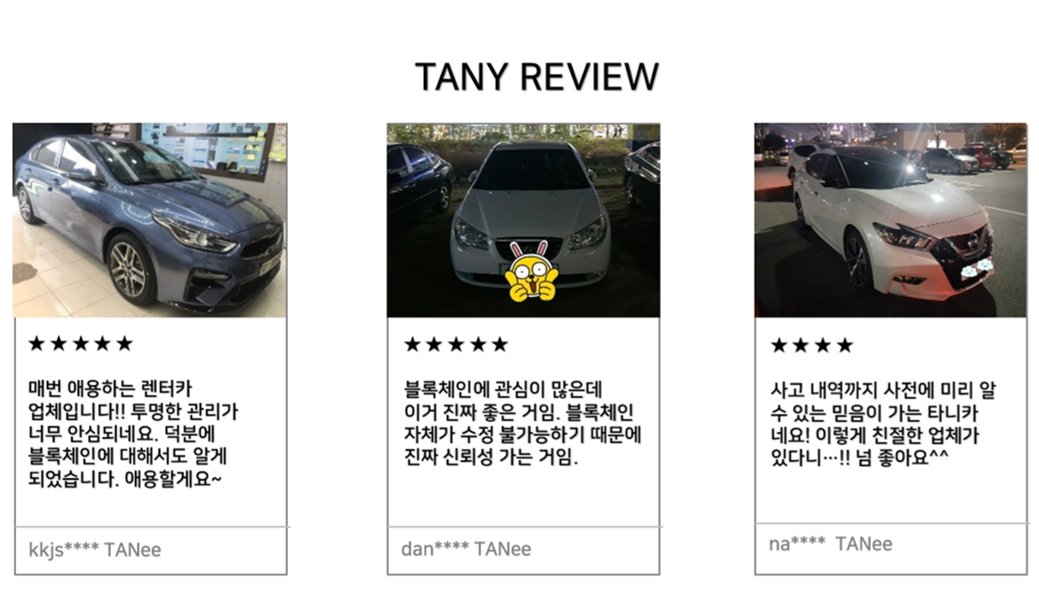 TANY REVIEW
★★★★★
매번 애용하는 렌터카
업체입니다!! 투명한 관리가
너무 안심되네요. 덕분에
블록체인에 대해서도 알게
되었습니다. 애용할게요~
kkjs**** TANee
★★★★★
블록체인에 관심이 많은데
이거 진짜 좋은 거임. 블록체인
자체가 수정 불가능하기 때문에
진짜 신뢰성 가는 거임.
dan**** TANee
★★★★
사고 내역까지 사전에 미리 알
수 있는 믿음이 가는 타니카
네요! 이렇게 친절한 업체가
있다니…!! 넘 좋아요^^
na**** TANee